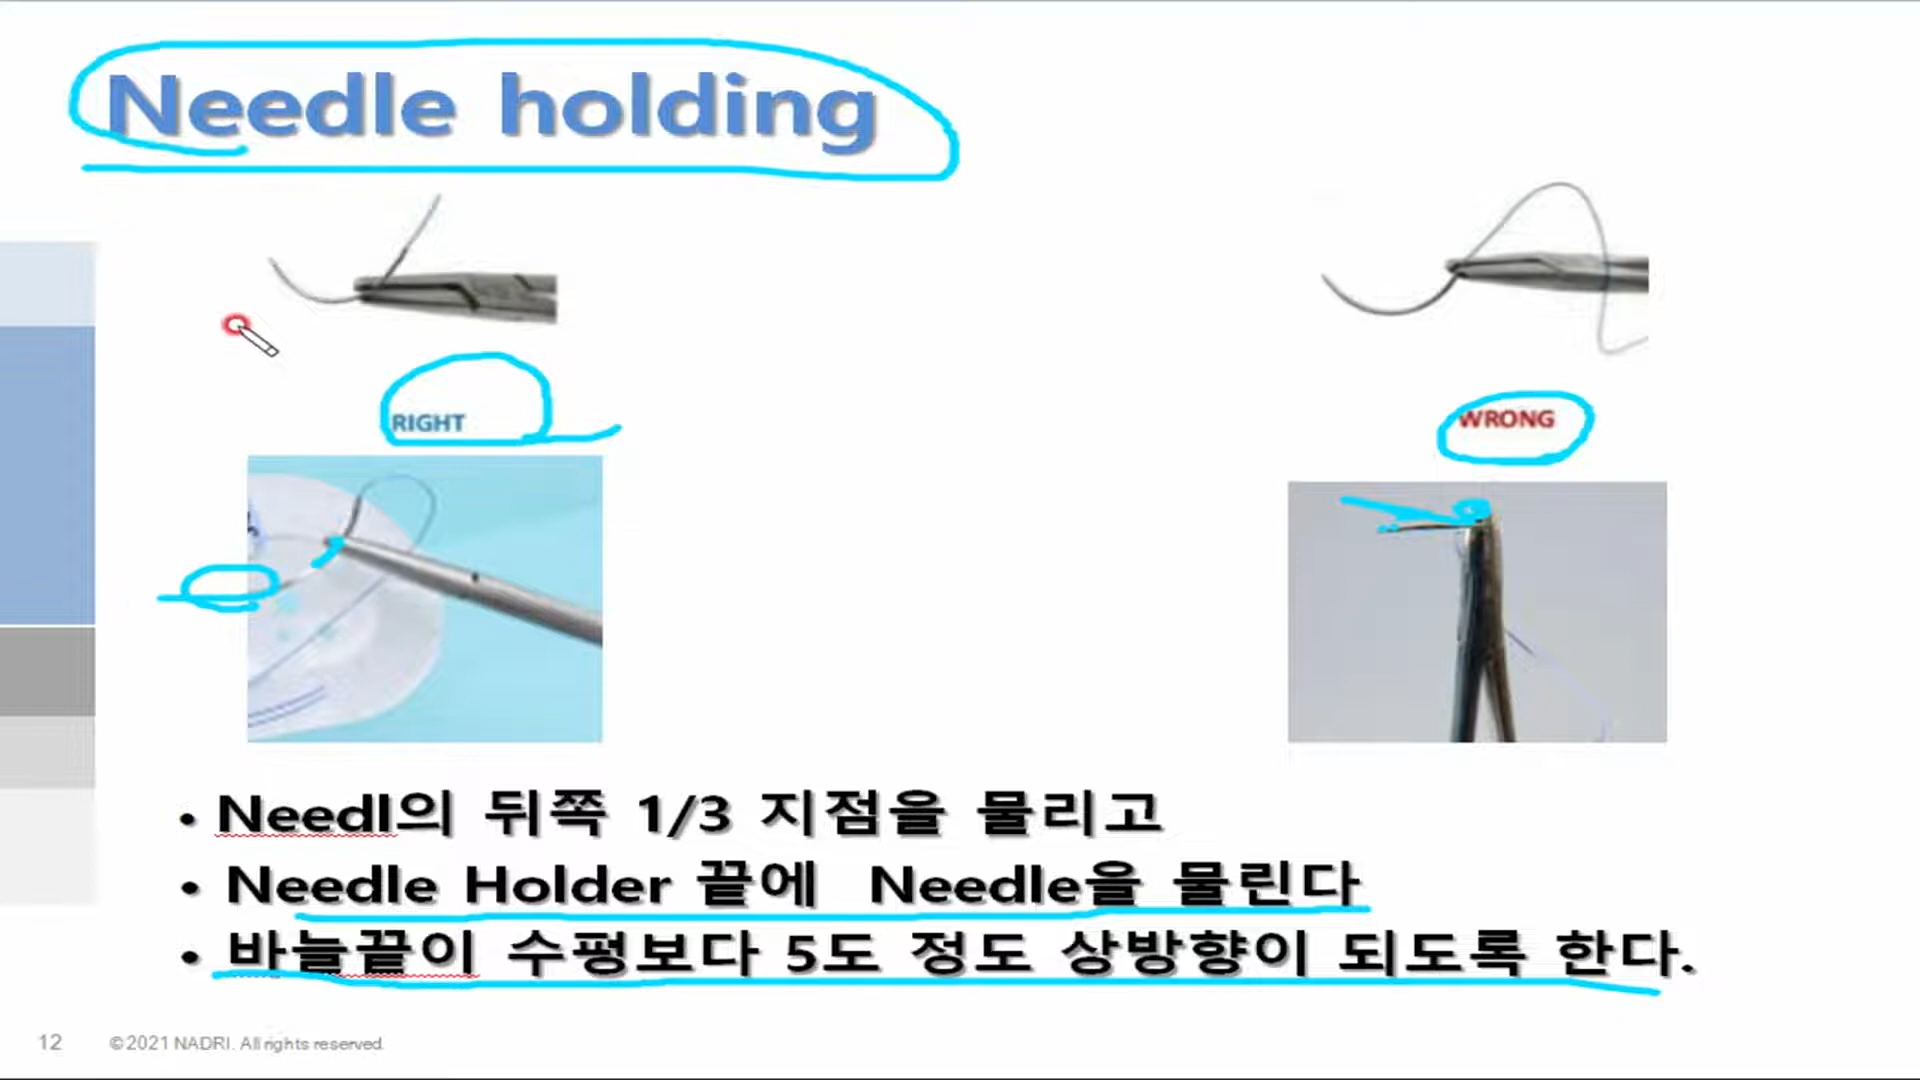 Needle holding
RIGHT
WRONG
• Needl의 뒤쪽 1/3 지점을 물리고
• Needle Holder 끝에 Needle을 물린다
• 바늘끝이 수평보다 5도 정도 상방향이 되도록 한다.
12 ©2021 NADRI. All rights reserved.